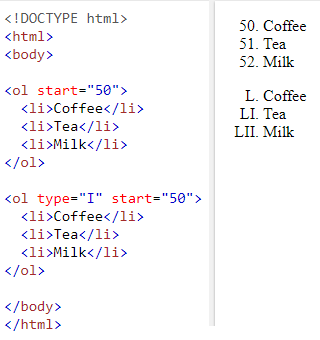 <!DOCTYPE html>
<html>
<body>
<ol start="50">
<li>Coffee</li>
<li>Tea</li>
<li>Milk</li>
</ol>
<ol type="I" start="50">
<li>Coffee</li>
<li>Tea</li>
<li>Milk</li>
</ol>
</body>
</html>
50. Coffee
51. Tea
52. Milk
L. Coffee
LI. Tea
LII. Milk